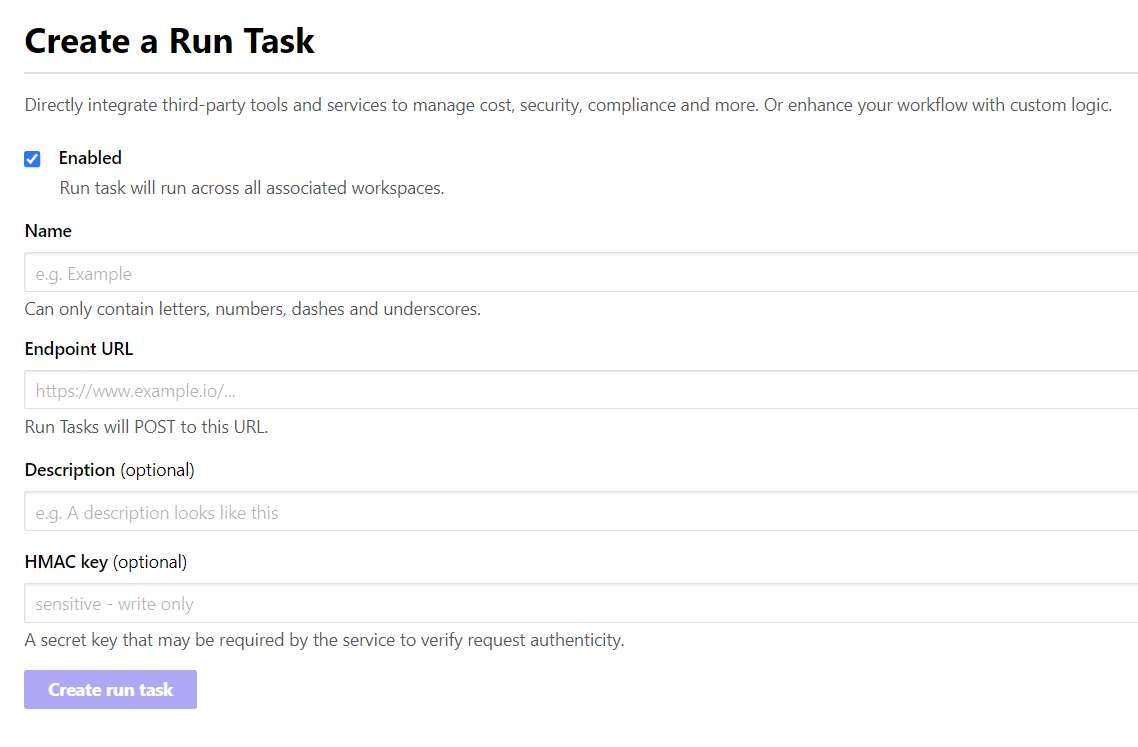 Create a Run Task
Directly integrate third-party tools and services to manage cost, security, compliance and more. Or enhance your workflow with custom logic.
Enabled
Run task will run across all associated workspaces.
Name
e.g. Example
Can only contain letters, numbers, dashes and underscores.
Endpoint URL
https://www.example.io/...
Run Tasks will POST to this URL.
Description (optional)
e.g. A description looks like this
HMAC key (optional)
sensitive - write only
A secret key that may be required by the service to verify request authenticity.
Create run task